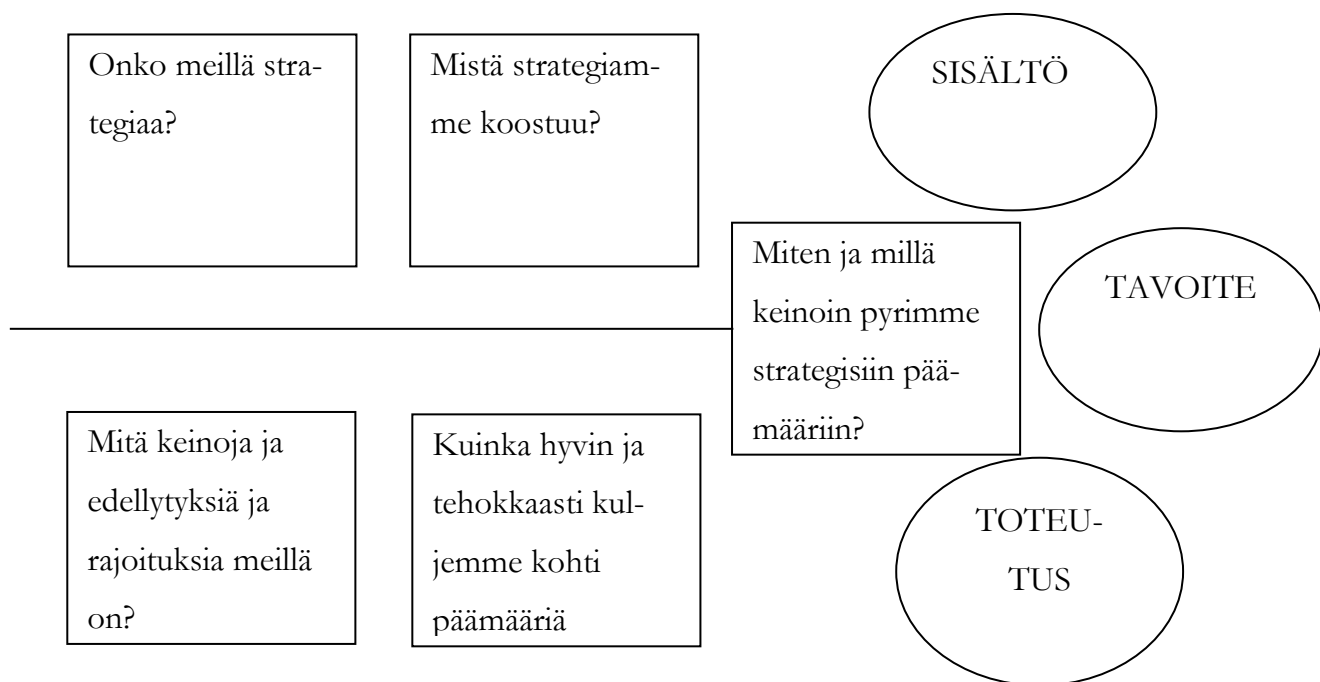 Onko meillä stra-
tegiaa?
Mistä strategiam-
me koostuu?
SISÄLTÖ
Miten ja millä
keinoin pyrimme
strategisiin pää-
määriin?
TAVOITE
Mitä keinoja ja
edellytyksiä ja
rajoituksia meillä
on?
Kuinka hyvin ja
tehokkaasti kul-
jemme kohti
päämääriä
TOTEU-
TUS